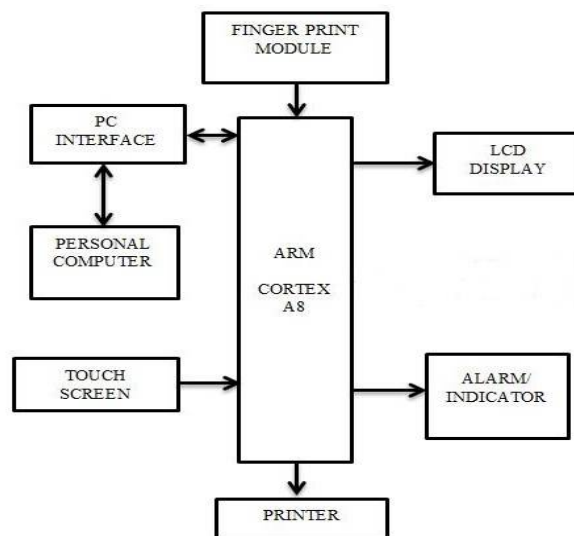 FINGER PRINT
MODULE
PC
INTERFACE
LCD
DISPLAY
PERSONAL
COMPUTER
ARM
CORTEX
A8
TOUCH
SCREEN
ALARM/
INDICATOR
PRINTER